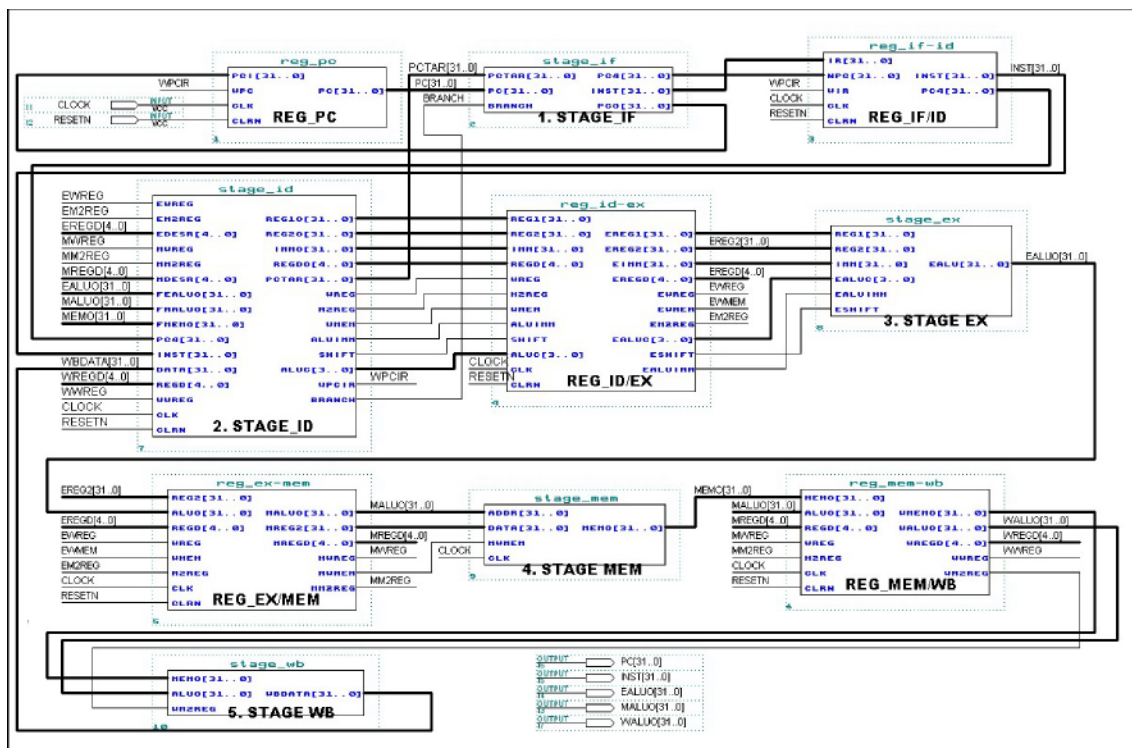 reg_pc
PCI[31..0]
WPC
PC[31..0]
CLK
CLRN
REG_PC
WPCIR
CLOCK
INPUT
VCC
RESETN
INPUT
VCC
PCTAR[31..0]
PC[31..0]
BRANCH
stage_if
PCTAR[31..0] PC4[31..0]
PC[31..0] INST[31..0]
BRANCH PC0[31..0]
1. STAGE_IF
2
WPCIR
CLOCK
RESETN
reg_if-id
IR[31..0]
NPC[31..0] INST[31..0]
WIR PC4[31..0]
CLK
CLRN
REG_IF/ID
3
INST[31..0]
stage_id
EWREG
EM2REG
EREGD[4..0]
MWREG
MM2REG
MREGD[4..0]
EALUO[31..0]
MALUO[31..0]
MEMO[31..0]
WBDATA[31..0]
WREGD[4..0]
WWREG
CLOCK
RESETN
EWREG
EM2REG REG1O[31..0]
EDESR[4..0] REG2O[31..0]
MWREG IMMO[31..0]
MM2REG REGDO[4..0]
MDESR[4..0] PCTAR[31..0]
FEALUO[31..0] WREG
FMALUO[31..0] M2REG
FMEMO[31..0] WMEM
PC4[31..0] ALUIMM
INST[31..0] SHIFT
DATA[31..0] ALUC[3..0]
REGD[4..0] WPCIR
WWREG BRANCH
CLK
CLRN
2. STAGE_ID
7
WPCIR
reg_id-ex
REG1[31..0]
REG2[31..0] EREG1[31..0]
IMM[31..0] EREG2[31..0]
REGD[4..0] EIMM[31..0]
WREG EREGD[4..0]
M2REG EWREG
WMEM EWMEM
ALUIMM EM2REG
SHIFT EALUC[3..0]
ALUC[3..0] ESHIFT
CLK EALUIMM
CLRN
CLOCK
RESETN
REG_ID/EX
4
EREG2[31..0]
EREGD[4..0]
EWREG
EWMEM
EM2REG
stage_ex
REG1[31..0]
REG2[31..0]
IMM[31..0] EALU[31..0]
EALUC[3..0]
EALUIMM
ESHIFT
3. STAGE EX
EALUO[31..0]
reg_ex-mem
EREG2[31..0]
EREGD[4..0]
EWREG
EWMEM
EM2REG
CLOCK
RESETN
REG2[31..0]
ALUO[31..0] MALUO[31..0]
REGD[4..0] MREG2[31..0]
WREG MREGD[4..0]
WMEM MWREG
M2REG MWMEM
CLK MM2REG
CLRN
REG_EX/MEM
5
MALUO[31..0]
MREGD[4..0]
MWREG
MM2REG
CLOCK
stage_mem
ADDR[31..0]
DATA[31..0] MEMO[31..0]
MWMEM
CLK
4. STAGE MEM
9
MEMO[31..0]
MALUO[31..0]
MREGD[4..0]
MWREG
MM2REG
CLOCK
RESETN
reg_mem-wb
MEMO[31..0]
ALUO[31..0] WMEMO[31..0]
REGD[4..0] WALUO[31..0]
WREG WREGD[4..0]
M2REG WWREG
CLK WM2REG
CLRN
REG_MEM/WB
WALUO[31..0]
WREGD[4..0]
WWREG
stage_wb
MEMO[31..0]
ALUO[31..0] WBDATA[31..0]
WM2REG
5. STAGE WB
10
OUTPUT PC[31..0]
OUTPUT INST[31..0]
OUTPUT EALUO[31..0]
OUTPUT MALUO[31..0]
OUTPUT WALUO[31..0]